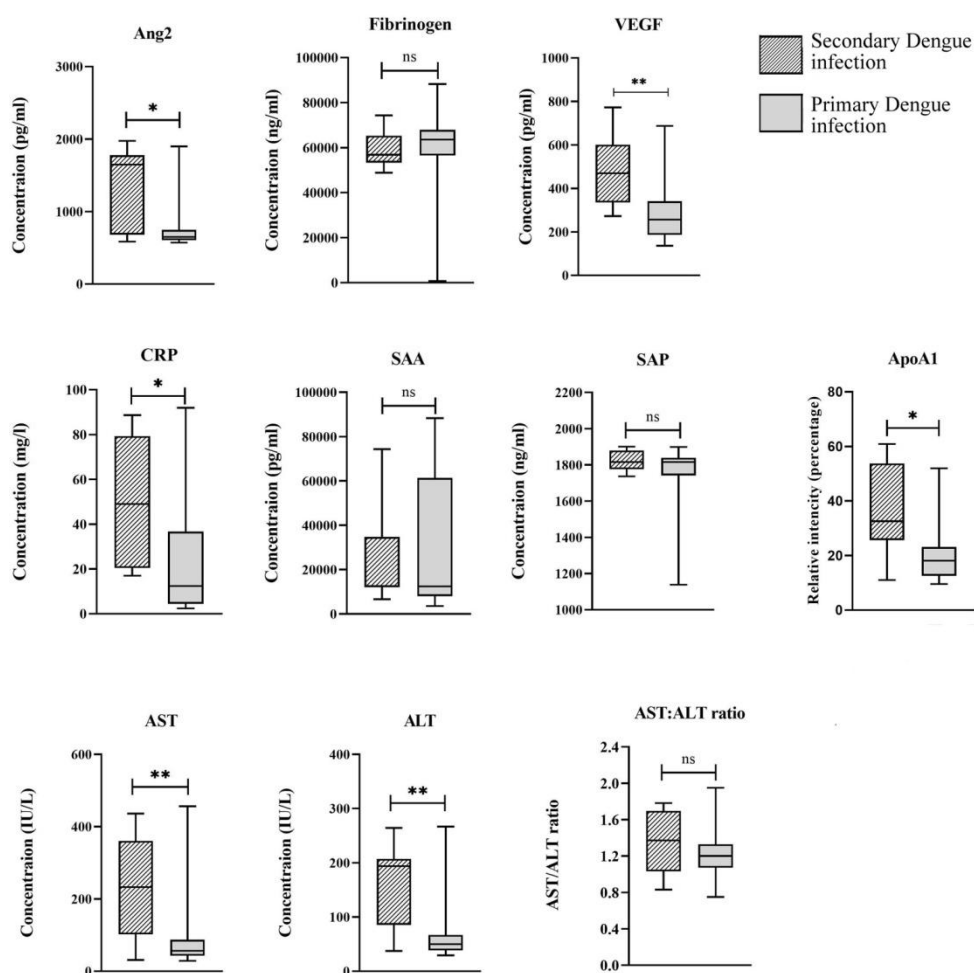 Ang2
Concentraion (pg/ml)
3000
2000
1000
0
*
Fibrinogen
Concentraion (ng/ml)
100000
80000
60000
40000
20000
0
ns
VEGF
Concentraion (pg/ml)
1000
800
600
400
200
0
**
Secondary Dengue
infection
Primary Dengue
infection
CRP
Concentration (mg/l)
100
80
60
40
20
0
*
SAA
Concentraion (pg/ml)
100000
80000
60000
40000
20000
0
ns
SAP
Concentraion (ng/ml)
2200
2000
1800
1600
1400
1200
1000
ns
ApoA1
Relative intencity (percentage)
80
60
40
20
0
*
AST
Concentraion (IU/L)
600
400
200
0
**
ALT
Concentraion (IU/L)
400
300
200
100
0
**
AST:ALT ratio
AST/ALT ratio
2.4
2.0
1.6
1.2
0.8
0.4
0.0
ns